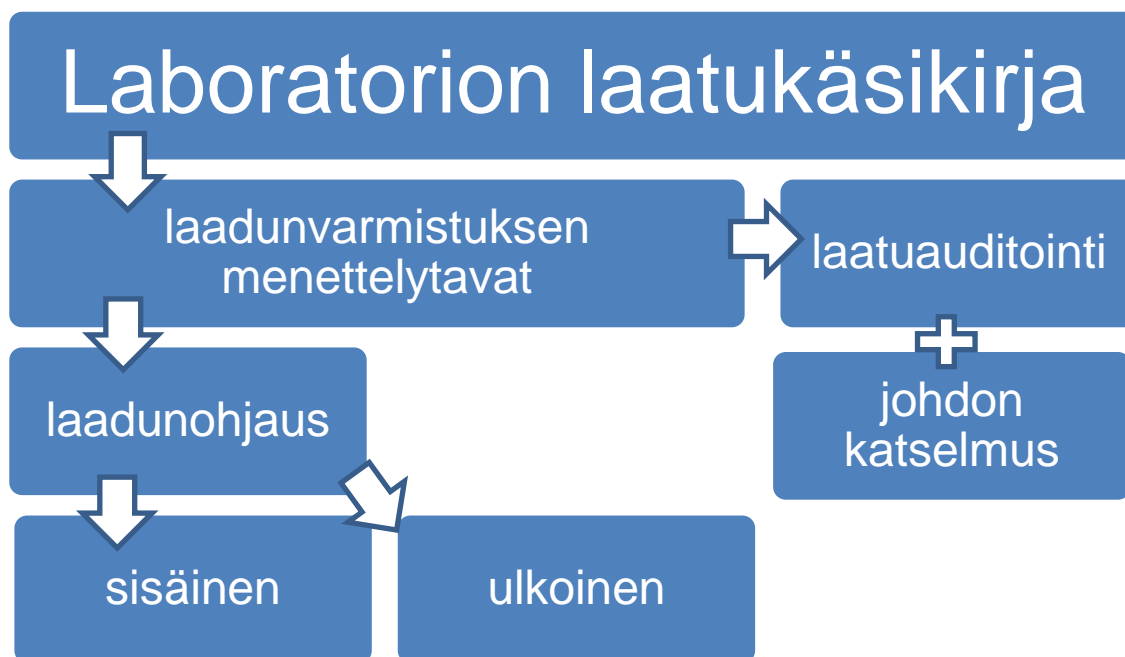 Laboratorion laatukäsikirja
laadunvarmistuksen
menettelytavat
laatuauditointi
laadunohjaus
johdon
katselmus
sisäinen
ulkoinen